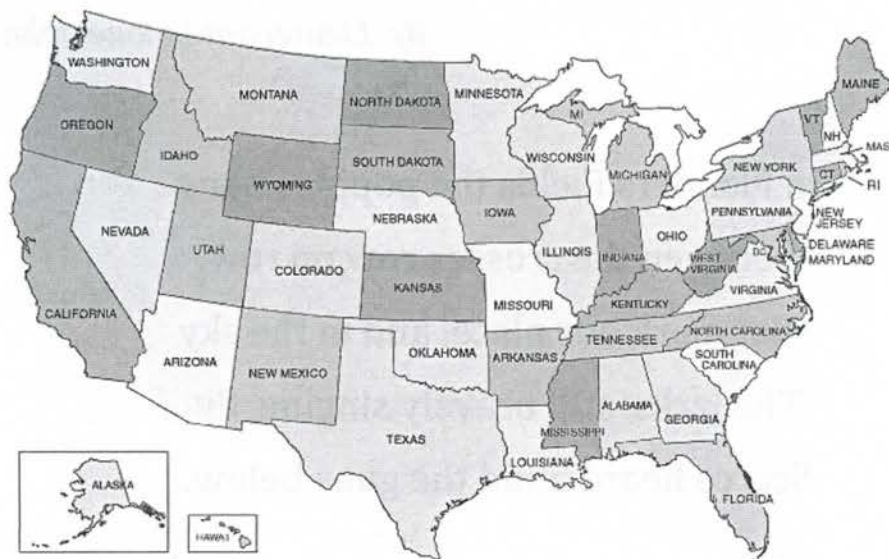 WASHINGTON
MONTANA
NORTH DAKOTA
MINNESOTA
MAINE
VT
NH
MAS
MI
OREGON
IDAHO
SOUTH DAKOTA
WISCONSIN
MICHIGAN
NEW YORK
CT
RI
WYOMING
IOWA
PENNSYLVANIA
NEW
JERSEY
NEBRASKA
NEVADA
UTAH
COLORADO
ILLINOIS
INDIANA
OHIO
DC
DELAWARE
MARYLAND
WEST
VIRGINIA
VIRGINIA
CALIFORNIA
KANSAS
MISSOURI
KENTUCKY
NORTH CAROLINA
TENNESSEE
ARIZONA
NEW MEXICO
OKLAHOMA
ARKANSAS
SOUTH
CAROLINA
TEXAS
MISSISSIPPI
ALABAMA
GEORGIA
LOUISIANA
FLORIDA
ALASKA
HAWAII